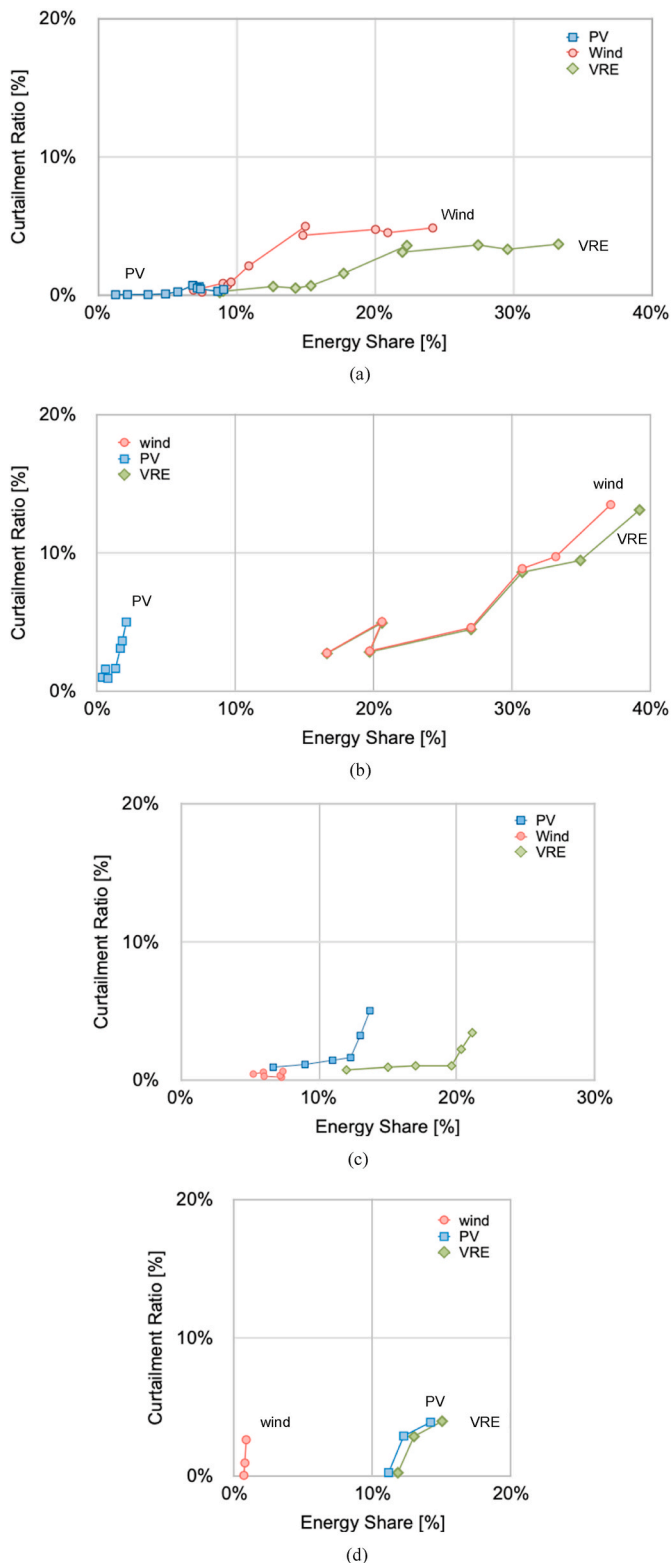 20%
PV
Wind
VRE
Curtailment Ratio [%]
10%
Wind
VRE
PV
0%
0%
10%
20%
30%
40%
Energy Share [%]
(a)
20%
wind
PV
VRE
Curtailment Ratio [%]
wind
VRE
10%
PV
0%
0%
10%
20%
30%
40%
Energy Share [%]
(b)
20%
PV
Wind
VRE
Curtailment Ratio [%]
10%
0%
0%
10%
20%
30%
Energy Share [%]
(c)
20%
wind
PV
VRE
Curtailment Ratio [%]
10%
PV
wind
VRE
0%
0%
10%
20%
Energy Share [%]
(d)